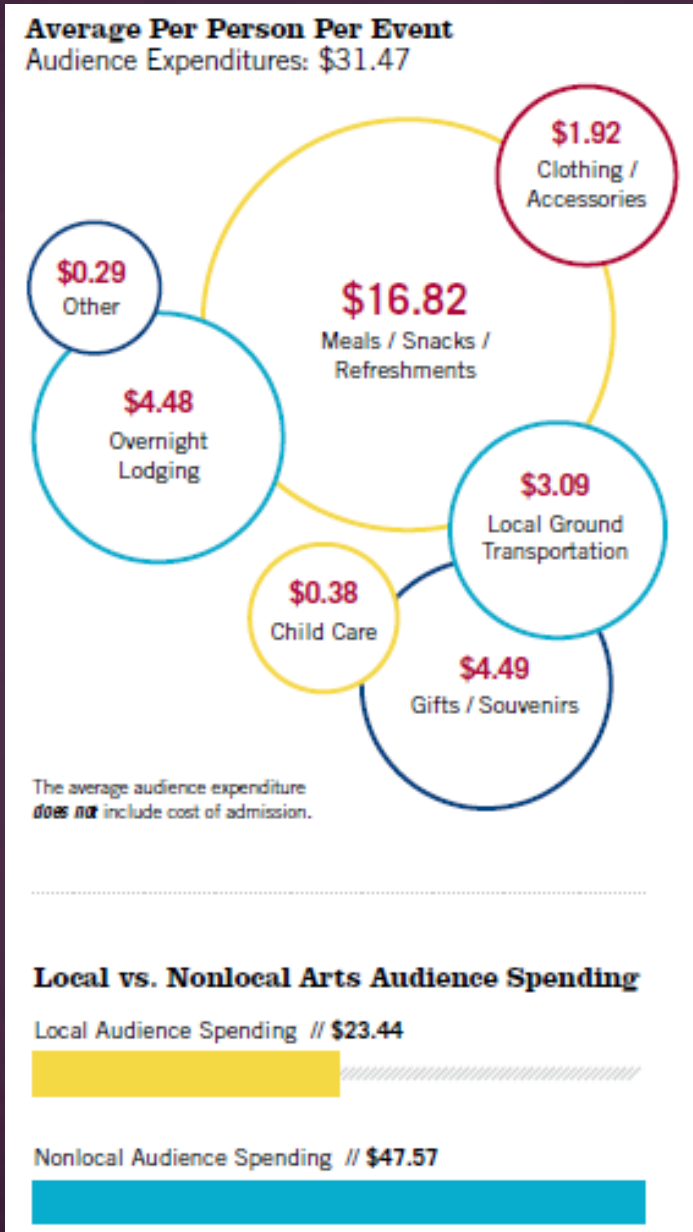 Average Per Person Per Event
Audience Expenditures: $31.47
$1.92
Clothing /
Accessories
$0.29
Other
$16.82
Meals / Snacks /
Refreshments
$4.48
Overnight
Lodging
$3.09
Local Ground
Transportation
$0.38
Child Care
$4.49
Gifts / Souvenirs
The average audience expenditure
does not include cost of admission.
Local vs. Nonlocal Arts Audience Spending
Local Audience Spending // $23.44
Nonlocal Audience Spending // $47.57